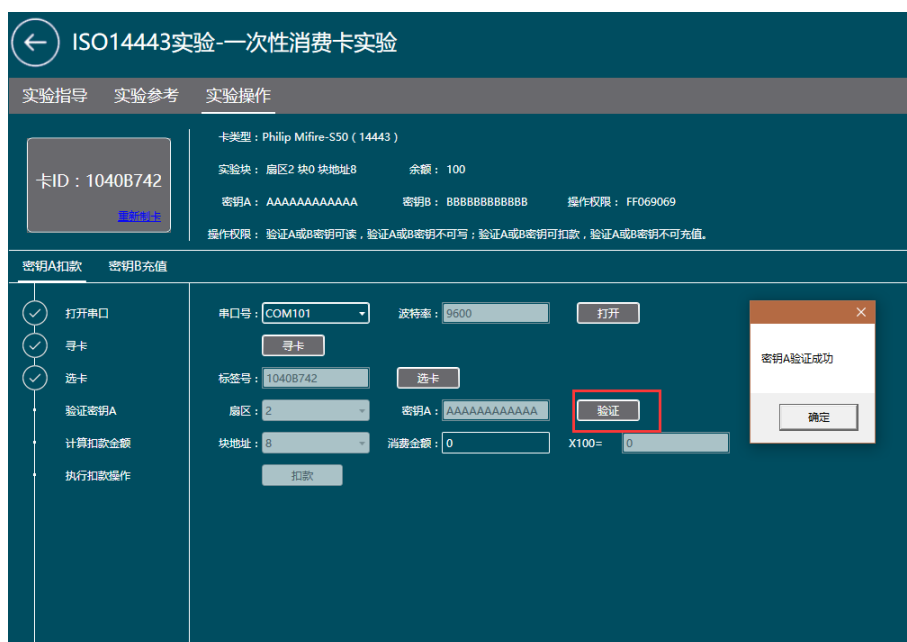 ISO14443实验-一次性消费卡实验
实验指导 实验参考 实验操作
卡类型：Philip Mifire-S50 ( 14443 )
实验块： 扇区2 块0 块地址8 余额： 100
卡ID：1040B742
密钥A： AAAAAAAAAAAA 密钥B： BBBBBBBBBBBB 操作权限： FF069069
重新制卡
操作权限： 验证A或B密钥可读，验证A或B密钥不可写；验证A或B密钥可扣款，验证A或B密钥不可充值。
密钥A扣款 密钥B充值
打开串口 串口号： COM101 波特率： 9600 打开
寻卡 寻卡
密钥A验证成功
选卡 标签号： 1040B742 选卡
验证密钥A 扇区： 2 密钥A： AAAAAAAAAAAA 验证
确定
计算扣款金额 块地址： 8 消费金额： 0 X100= 0
执行扣款操作 扣款